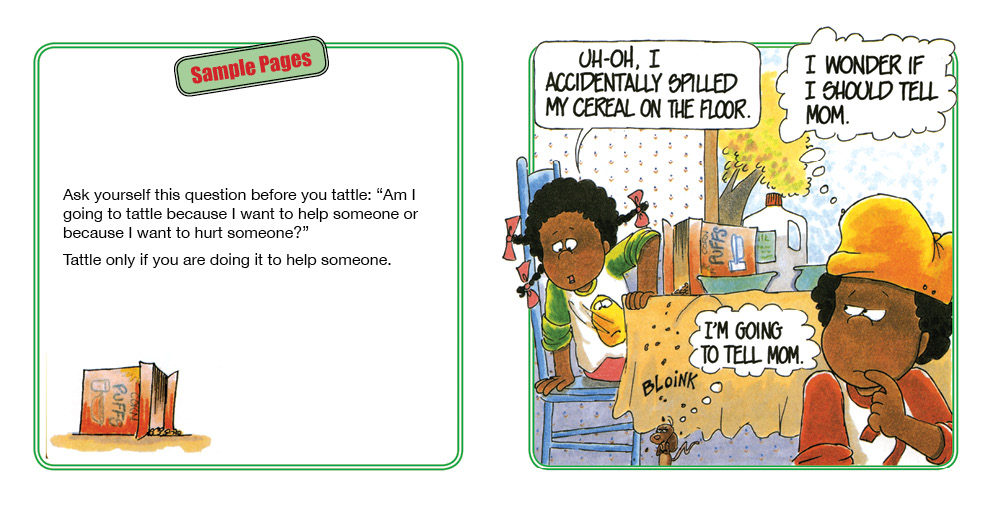 Sample Pages
Ask yourself this question before you tattle: “Am I
going to tattle because I want to help someone or
because I want to hurt someone?”
Tattle only if you are doing it to help someone.
PUFFS
UH-OH, I
ACCIDENTALLY SPILLED
MY CEREAL ON THE FLOOR.
I WONDER IF
I SHOULD TELL
MOM.
CORN
PUFFS
I'M GOING
TO TELL MOM.
BLOINK